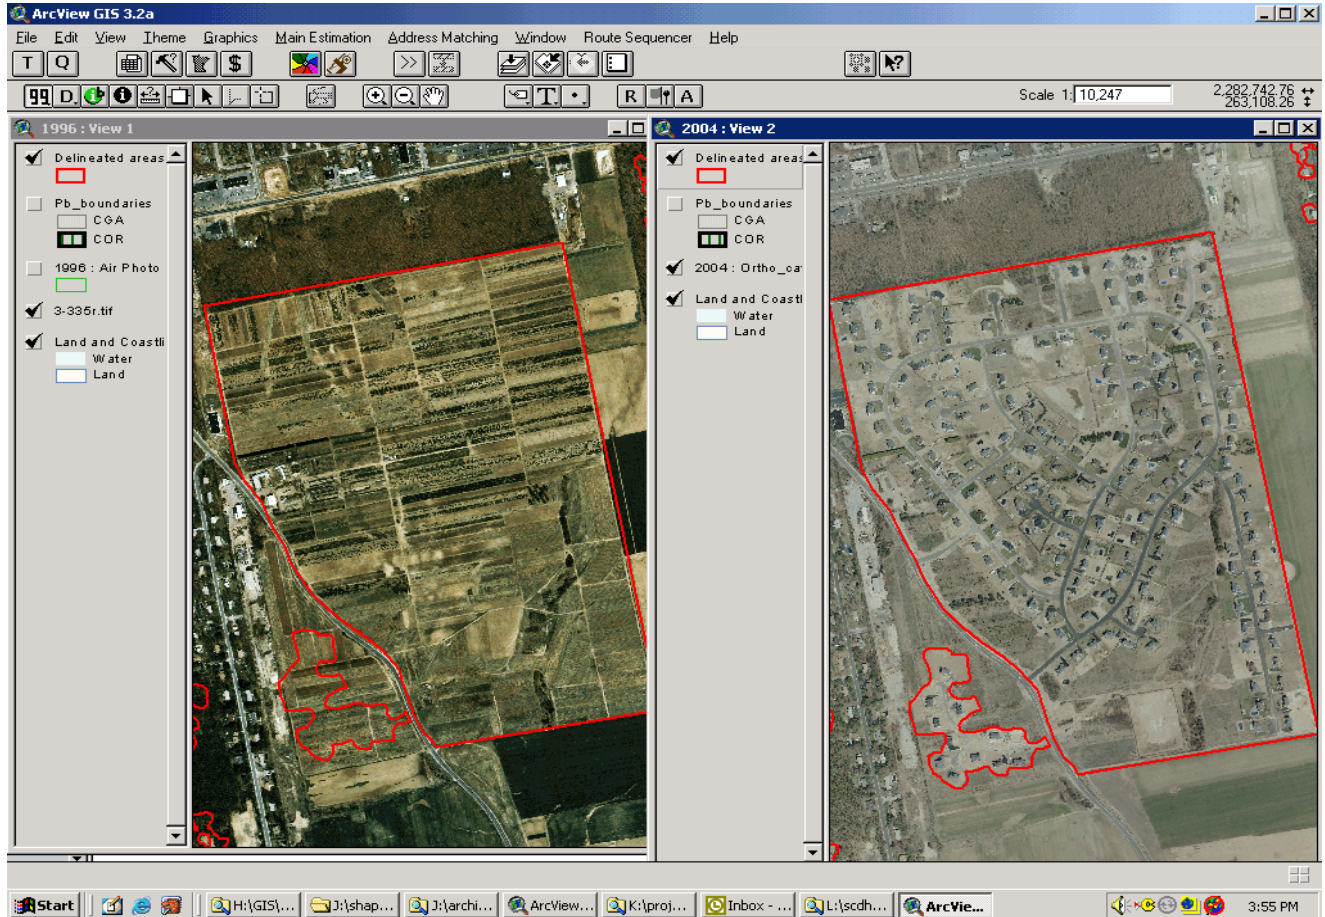 ArcView GIS 3.2a
File Edit View Theme Graphics Main Estimation Address Matching Window Route Sequencer Help
T Q $ >>
99 D. T. R A Scale 1: 10,247 2,282,742.76
263,108.26
1996 : View 1
Delineated areas
Pb_boundaries
CGA
COR
1996 : Air Photo
3-335r.tif
Land and Coastli
Water
Land
2004 : View 2
Delineated areas
Pb_boundaries
CGA
COR
2004 : Ortho_ca
Land and Coastl
Water
Land
Start H:\GIS\... J:\shap... J:\archi... ArcView... K:\proj... Inbox - ... L:\scdh... ArcVie... 3:55 PM